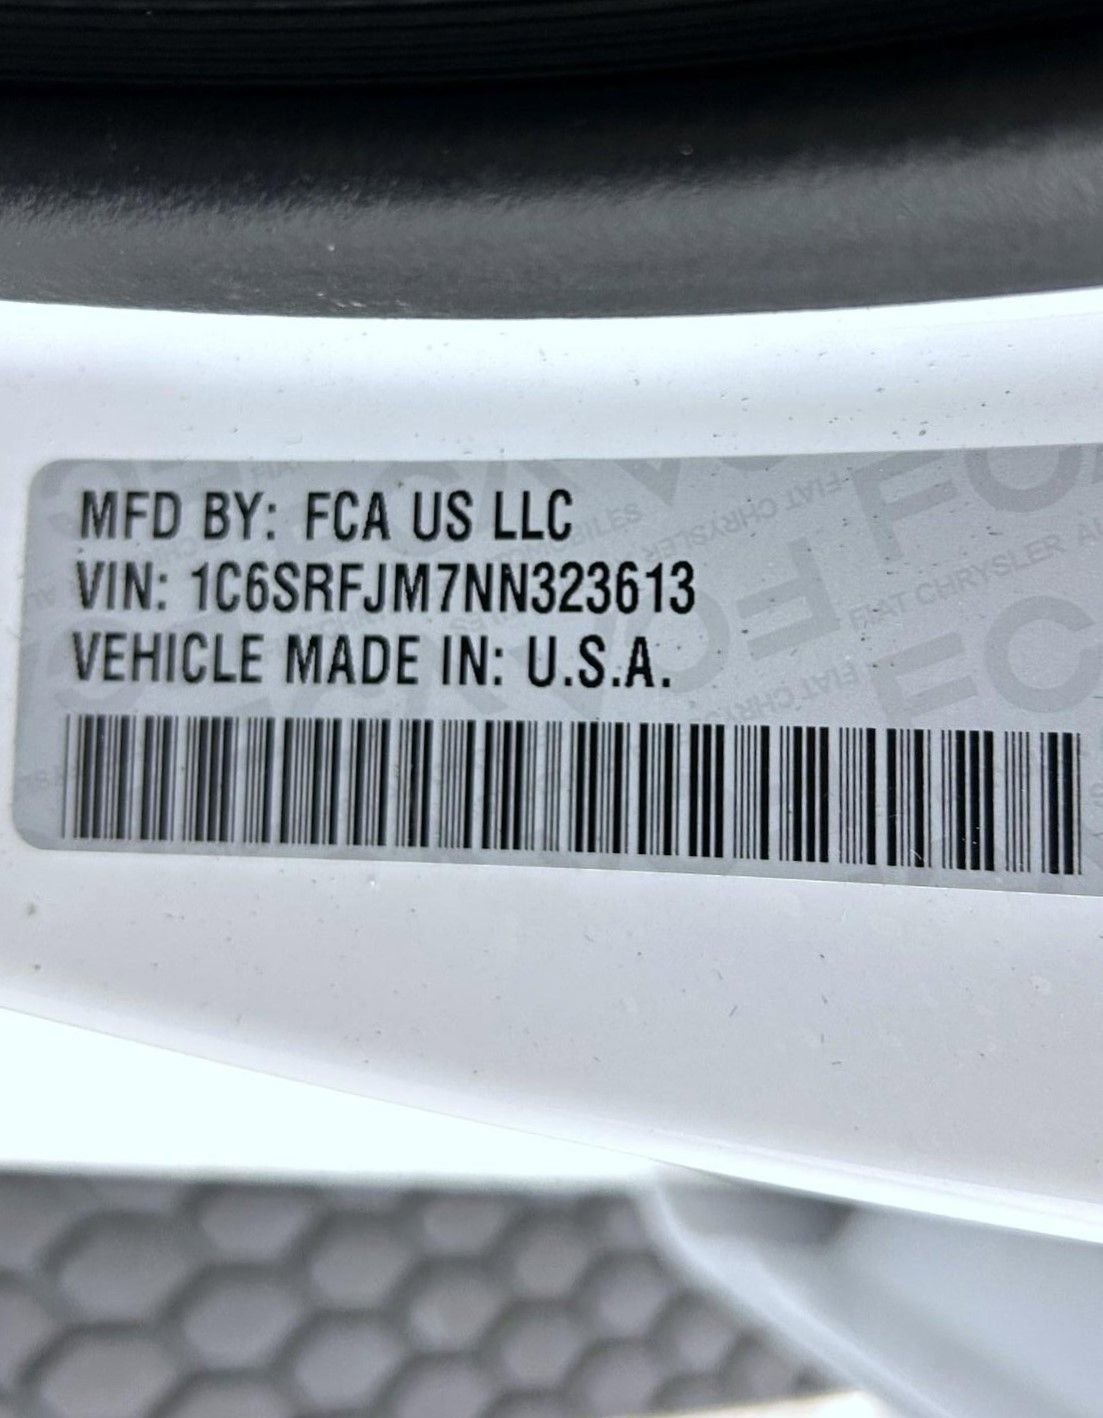 MFD BY: FCA US LLC
VIN: 1C6SRFJM7NN323613
VEHICLE MADE IN: U.S.A.